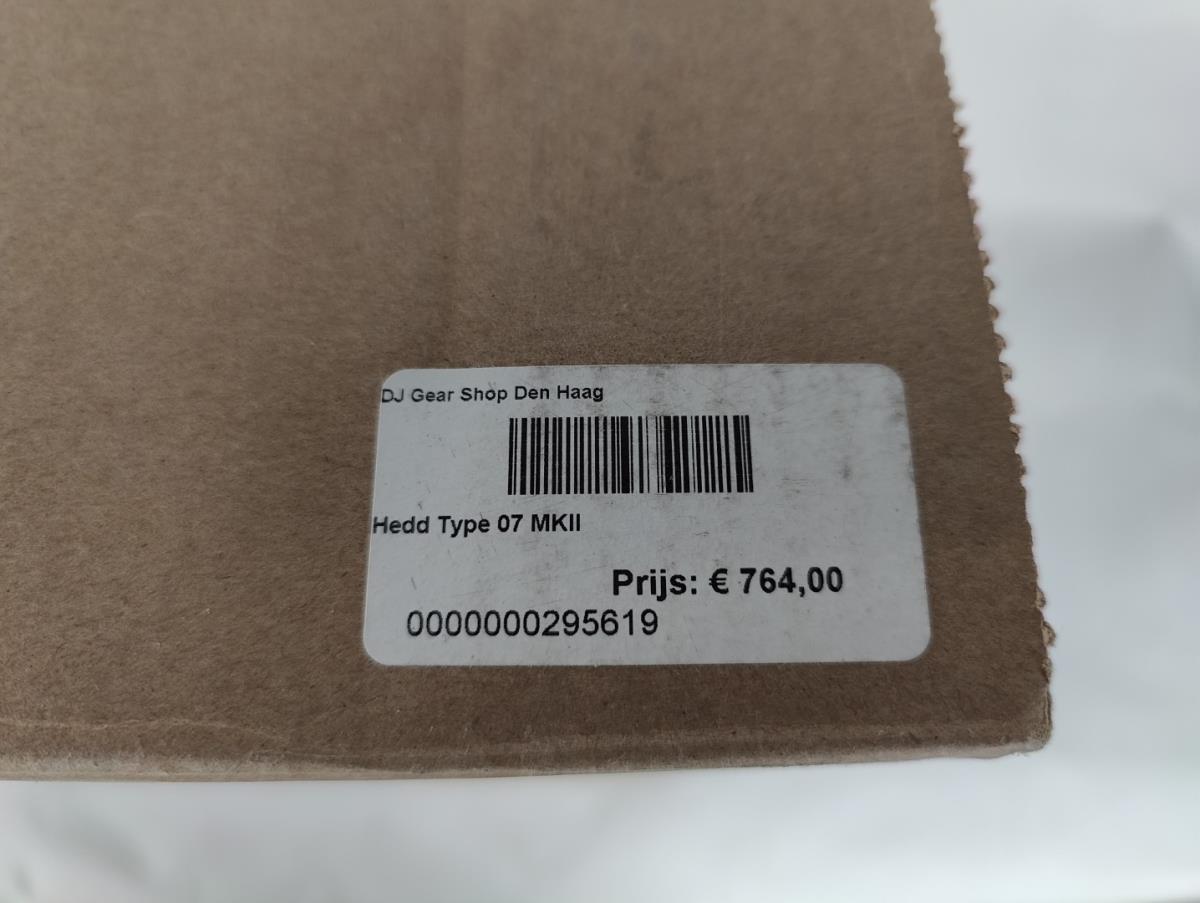 DJ Gear Shop Den Haag
Hedd Type 07 MKII
Prijs: € 764,00
0000000295619